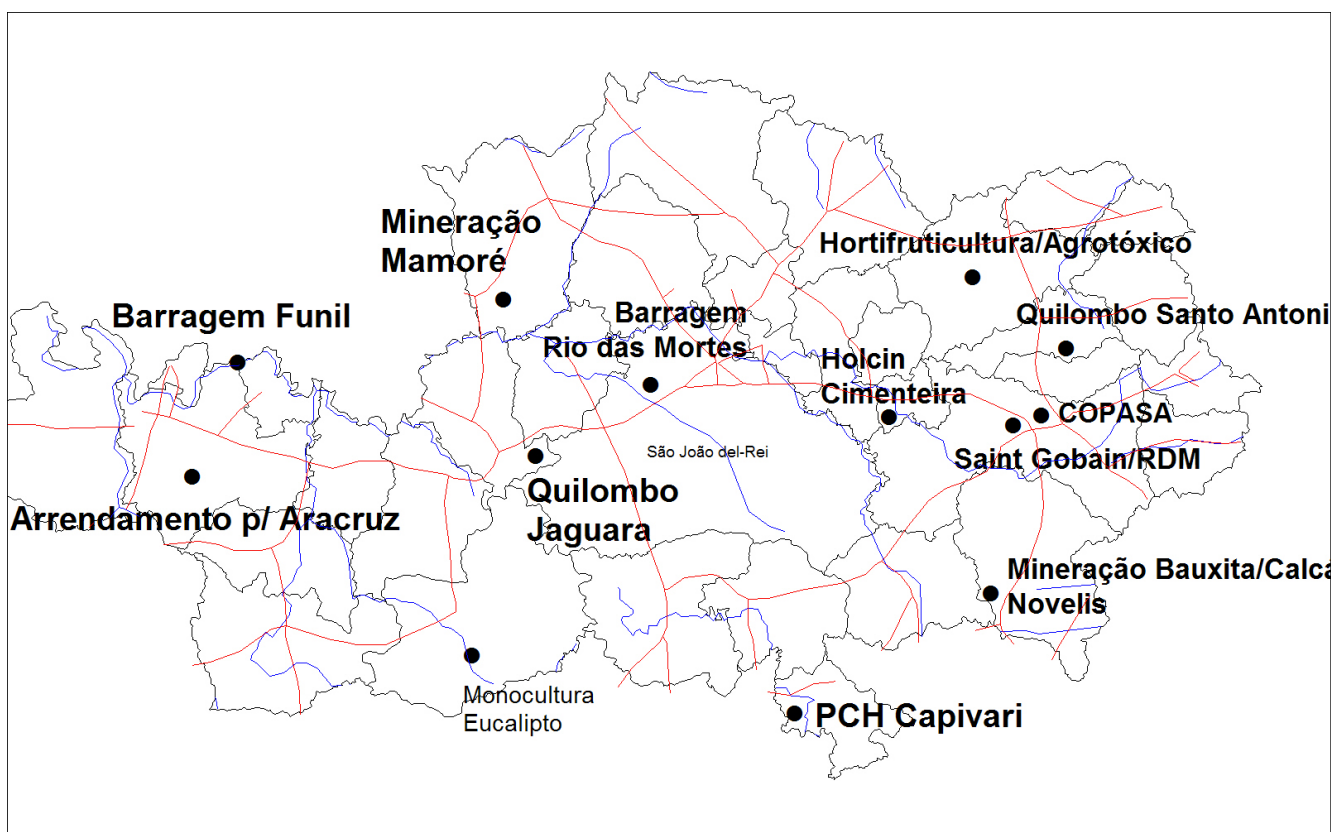 Mineração
Mamoré
Hortifruticultura/Agrotóxico
Barragem Funil
Barragem
Rio das Mortes
Quilombo Santo Antoni
Holcin
Cimenteira
COPASA
São João del-Rei
Saint Gobain/RDM
Quilombo
Jaguara
Arrendamento p/ Aracruz
Mineração Bauxita/Calcá
Novelis
Monocultura
Eucalipto
PCH Capivari